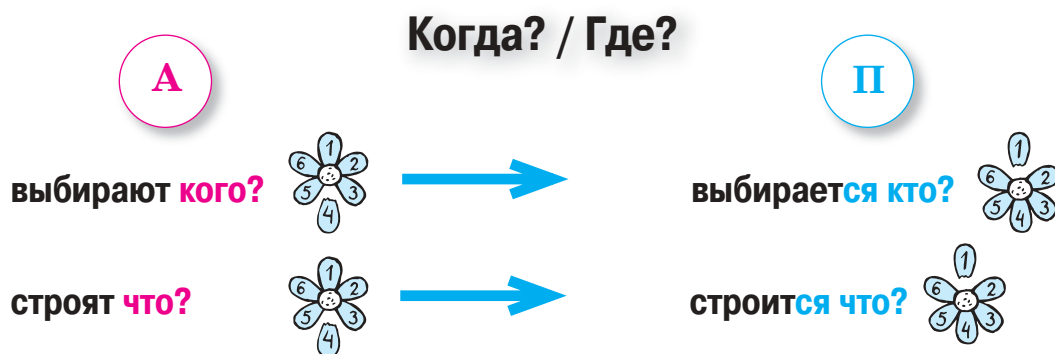 Когда? / Где?
А
П
выбирают кого?
1 2 3 4 5 6
выбирается кто?
1 2 3 4 5 6
строят что?
1 2 3 4 5 6
строится что?
1 2 3 4 5 6